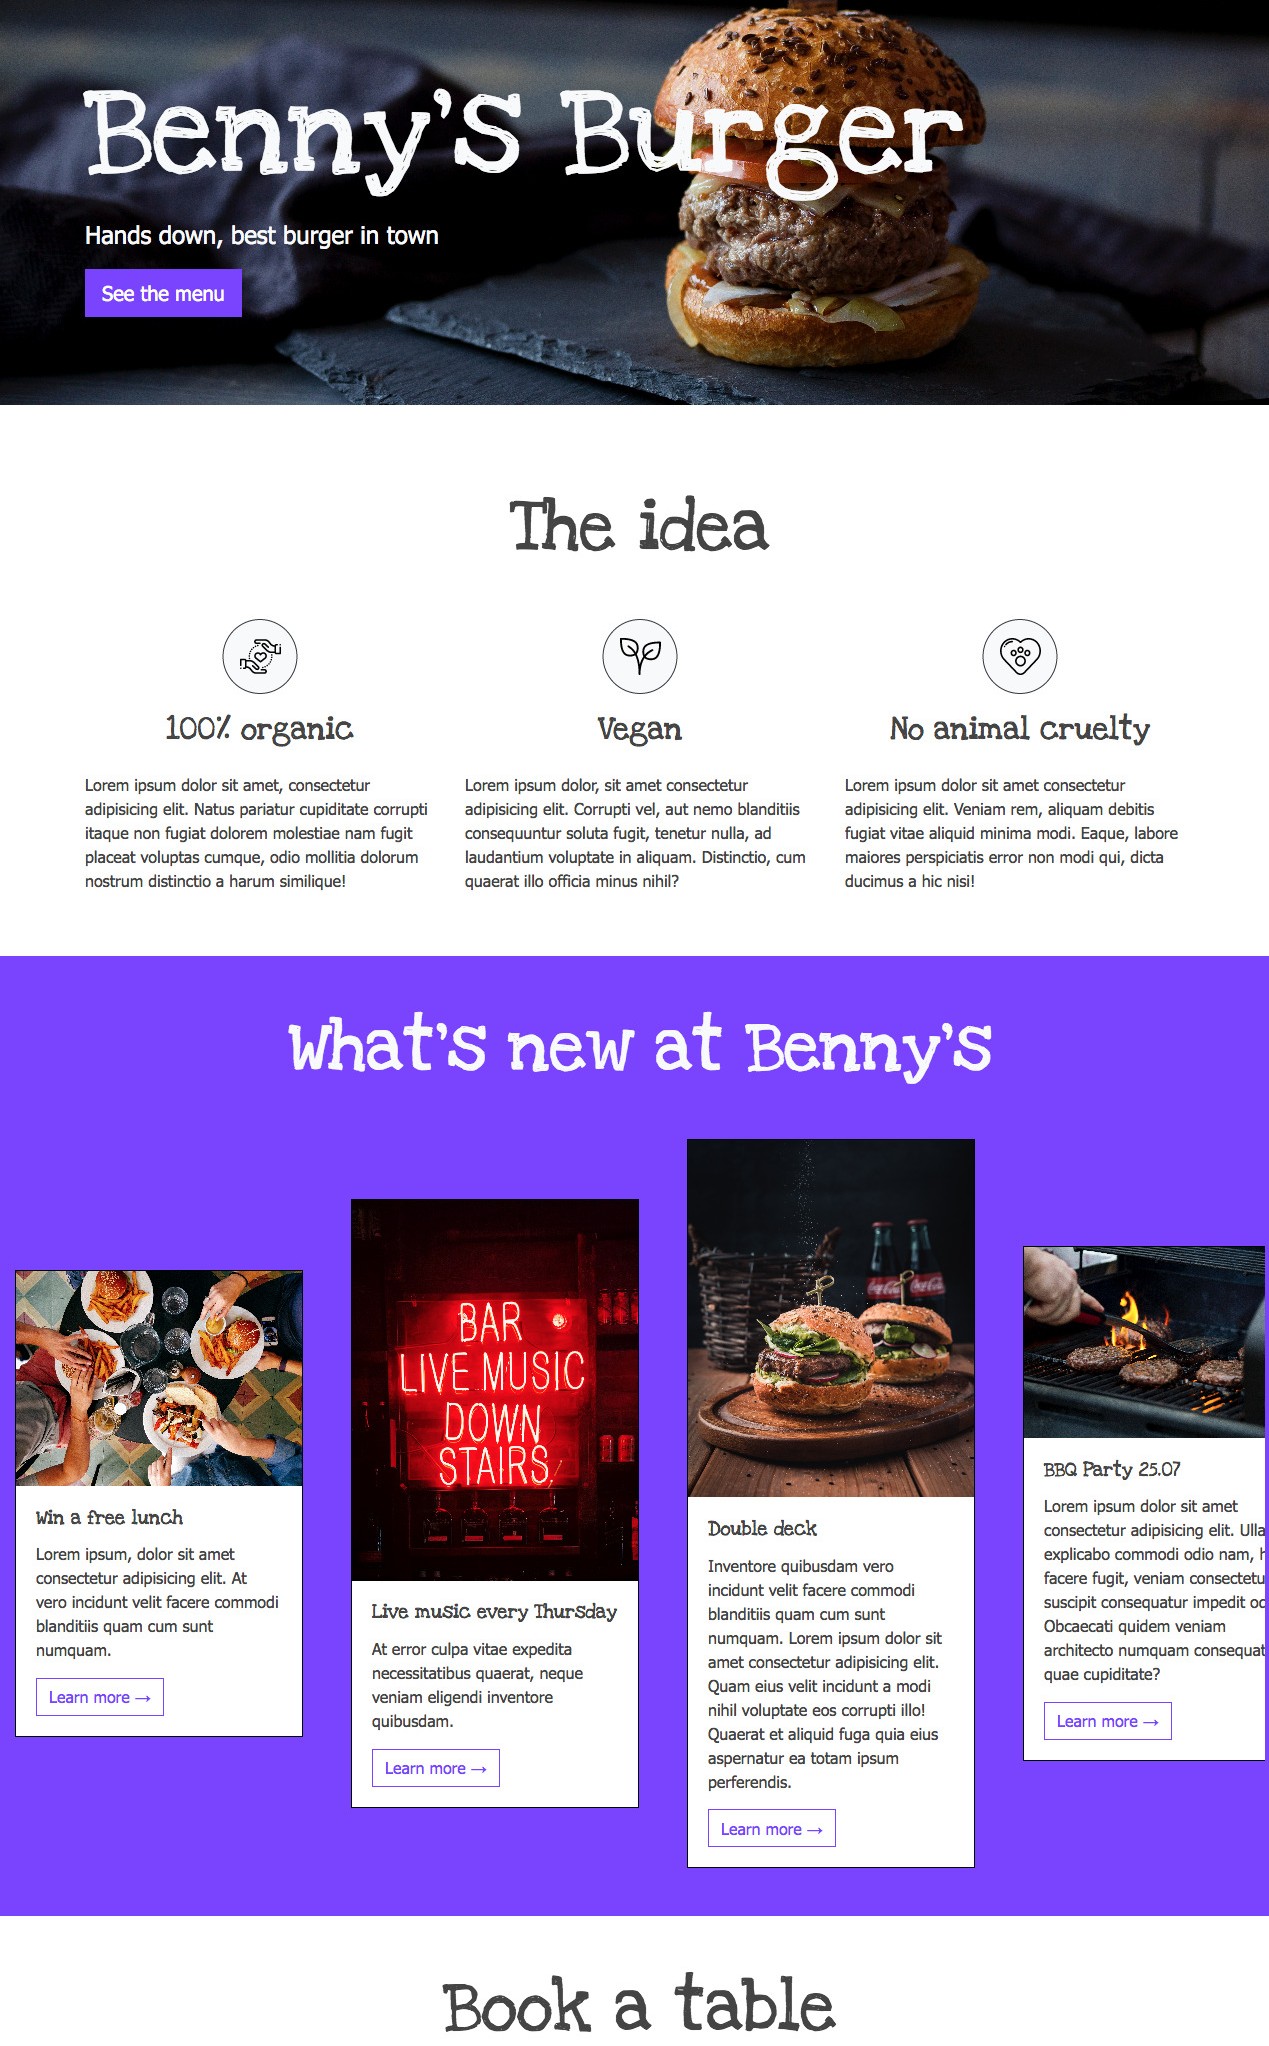 Benny's Burger
Hands down, best burger in town
See the menu
The idea
100% organic
Lorem ipsum dolor sit amet, consectetur
adipisicing elit. Natus pariatur cupiditate corrupti
itaque non fugiat dolorem molestiae nam fugit
placeat voluptas cumque, odio mollitia dolorum
nostrum distinctio a harum similique!
Vegan
Lorem ipsum dolor, sit amet consectetur
adipisicing elit. Corrupti vel, aut nemo blanditiis
consequuntur soluta fugit, tenetur nulla, ad
laudantium voluptate in aliquam. Distinctio, cum
quaerat illo officia minus nihil?
No animal cruelty
Lorem ipsum dolor sit amet consectetur
adipisicing elit. Veniam rem, aliquam debitis
fugiat vitae aliquid minima modi. Eaque, labore
maiores perspiciatis error non modi qui, dicta
ducimus a hic nisi!
What's new at Benny's
Win a free lunch
Lorem ipsum, dolor sit amet
consectetur adipisicing elit. At
vero incidunt velit facere commodi
blanditiis quam cum sunt
numquam.
Learn more →
BAR
LIVE MUSIC
DOWN
STAIRS
Live music every Thursday
At error culpa vitae expedita
necessitatibus quaerat, neque
veniam eligendi inventore
quibusdam.
Learn more →
Coca-Cola
Coca-Cola
Double deck
Inventore quibusdam vero
incidunt velit facere commodi
blanditiis quam cum sunt
numquam. Lorem ipsum dolor sit
amet consectetur adipisicing elit.
Quam eius velit incidunt a modi
nihil voluptate eos corrupti illo!
Quaerat et aliquid fuga quia eius
aspernatur ea totam ipsum
perferendis.
Learn more →
BBQ Party 25.07
Lorem ipsum dolor sit amet
consectetur adipisicing elit. Ulla
explicabo commodi odio nam, h
facere fugit, veniam consectetu
suscipit consequatur impedit od
Obcaecati quidem veniam
architecto numquam consequat
quae cupiditate?
Learn more →
Book a table